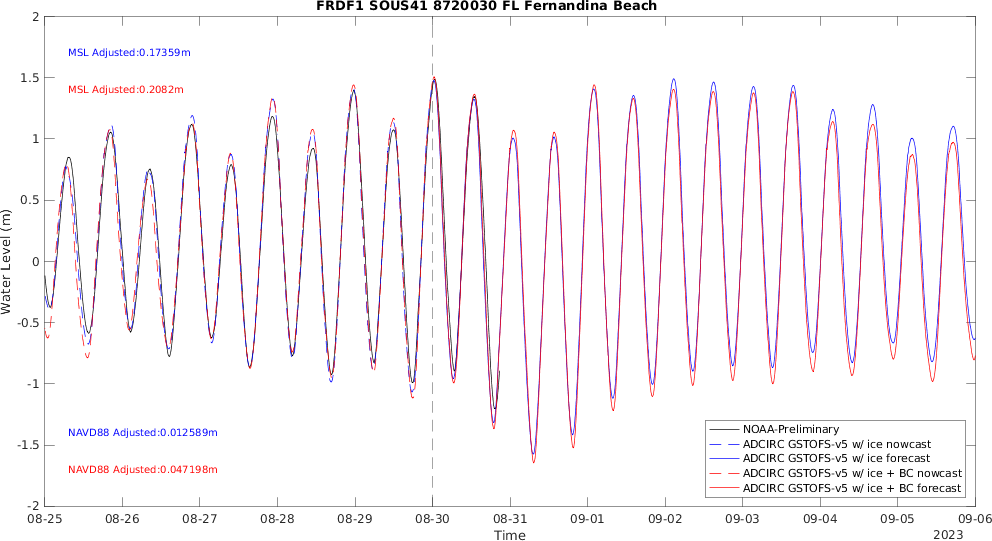 FRDF1 SOUS41 8720030 FL Fernandina Beach
2
1.5
1
0.5
0
-0.5
-1
-1.5
-2
Water Level (m)
MSL Adjusted:0.17359m
MSL Adjusted:0.2082m
NAVD88 Adjusted:0.012589m
NAVD88 Adjusted:0.047198m
NOAA-Preliminary
ADCIRC GSTOFS-v5 w/ ice nowcast
ADCIRC GSTOFS-v5 w/ ice forecast
ADCIRC GSTOFS-v5 w/ ice + BC nowcast
ADCIRC GSTOFS-v5 w/ ice + BC forecast
08-25 08-26 08-27 08-28 08-29 08-30 08-31 09-01 09-02 09-03 09-04 09-05 09-06
Time
2023